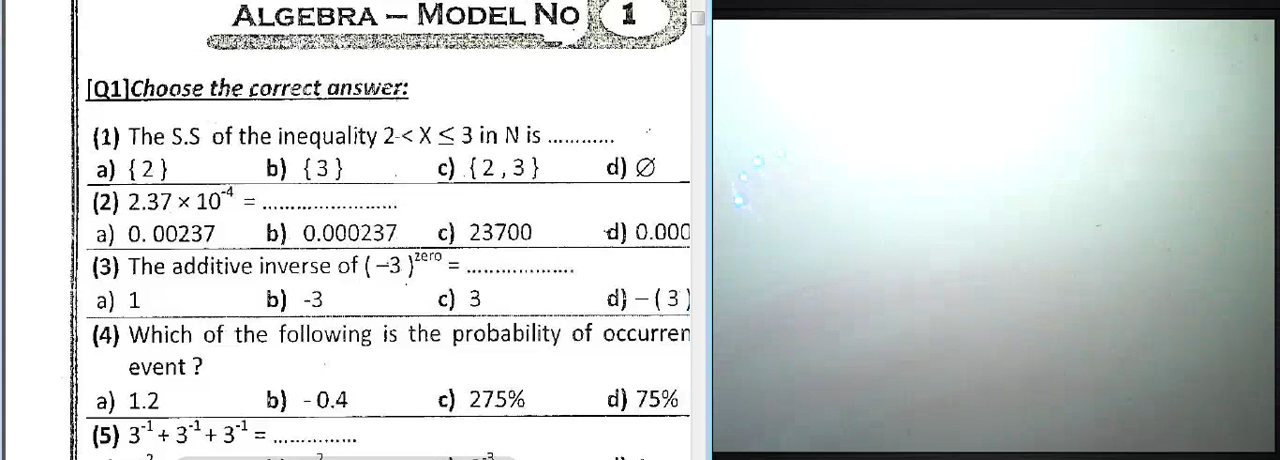 ALGEBRA – MODEL NO 1
[Q1]Choose the correct answer:
(1) The S.S of the inequality 2 < X ≤ 3 in N is ............
a) { 2 } b) { 3 } c) { 2 , 3 } d) ∅
(2) 2.37 × 10⁻⁴ = ........................
a) 0. 00237 b) 0.000237 c) 23700 d) 0.000
(3) The additive inverse of ( −3 )ᶻᵉʳᵒ = ...................
a) 1 b) -3 c) 3 d) – ( 3 )
(4) Which of the following is the probability of occurren
event ?
a) 1.2 b) - 0.4 c) 275% d) 75%
(5) 3⁻¹ + 3⁻¹ + 3⁻¹ = ..............